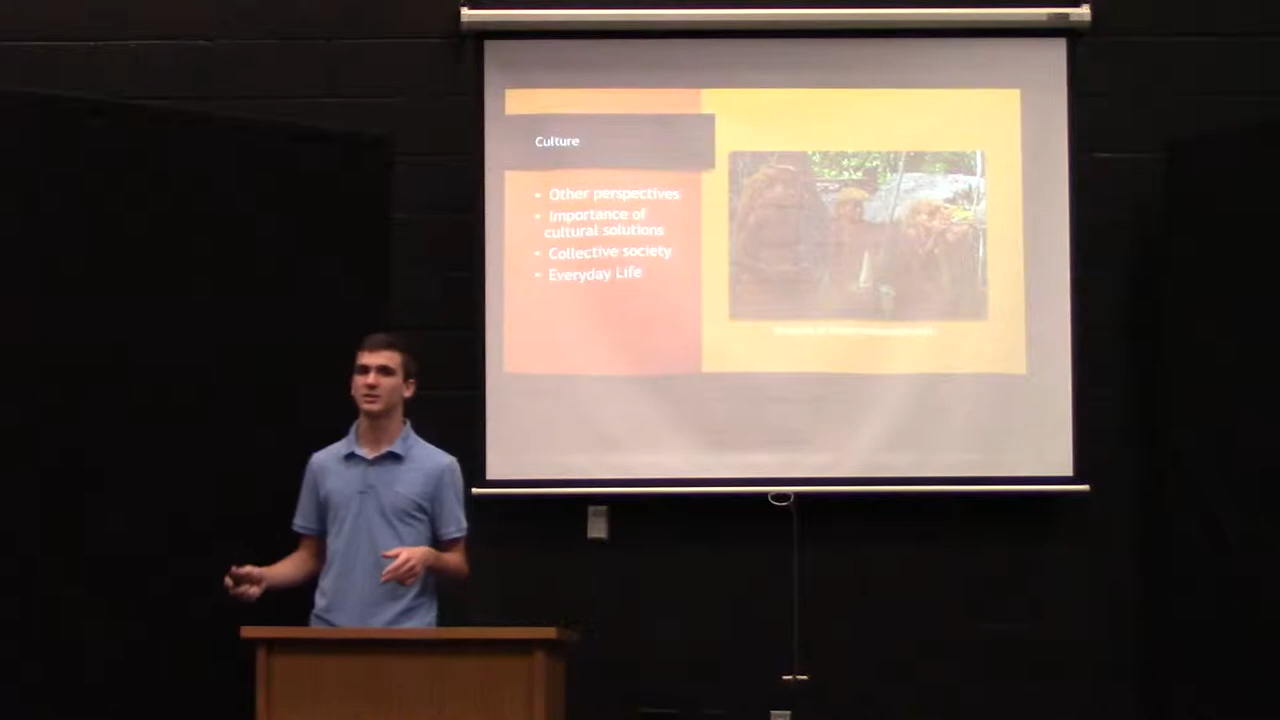 Culture
• Other perspectives
• Importance of
cultural solutions
• Collective society
• Everyday Life